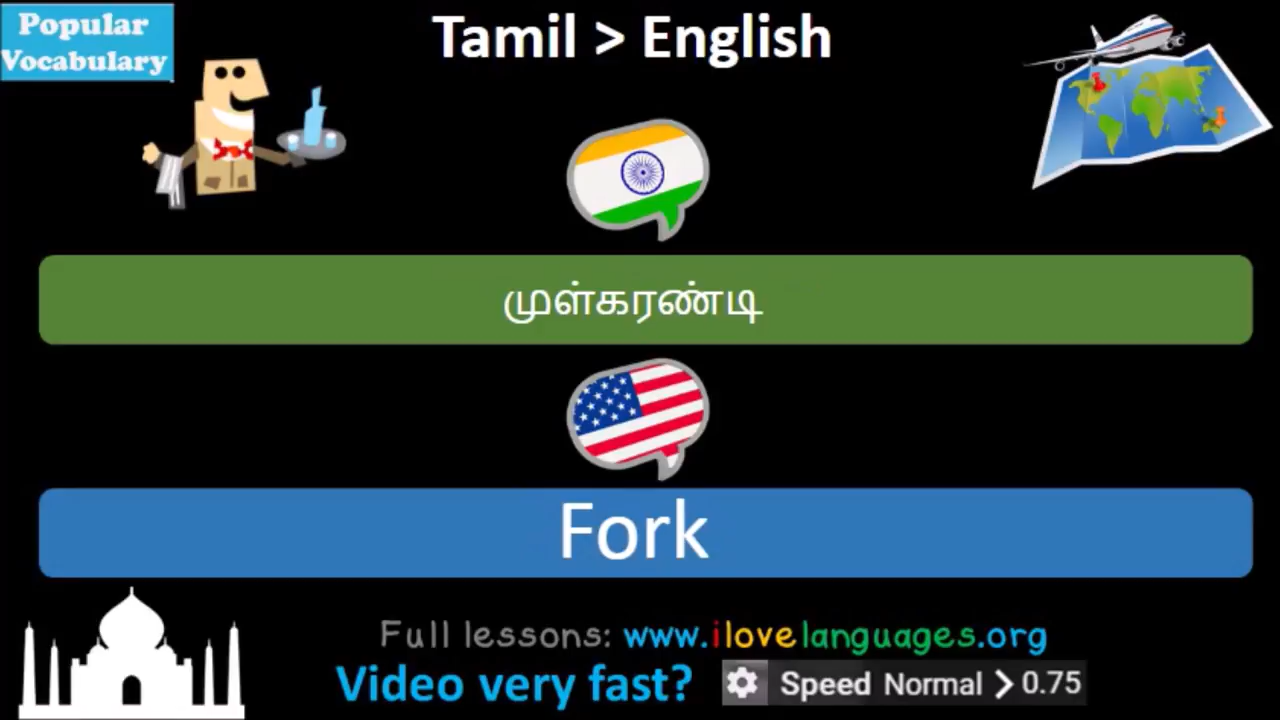 Popular
Vocabulary
Tamil > English
முள்கரண்டி
Fork
Full lessons: www.ilovelanguages.org
Video very fast? Speed Normal > 0.75